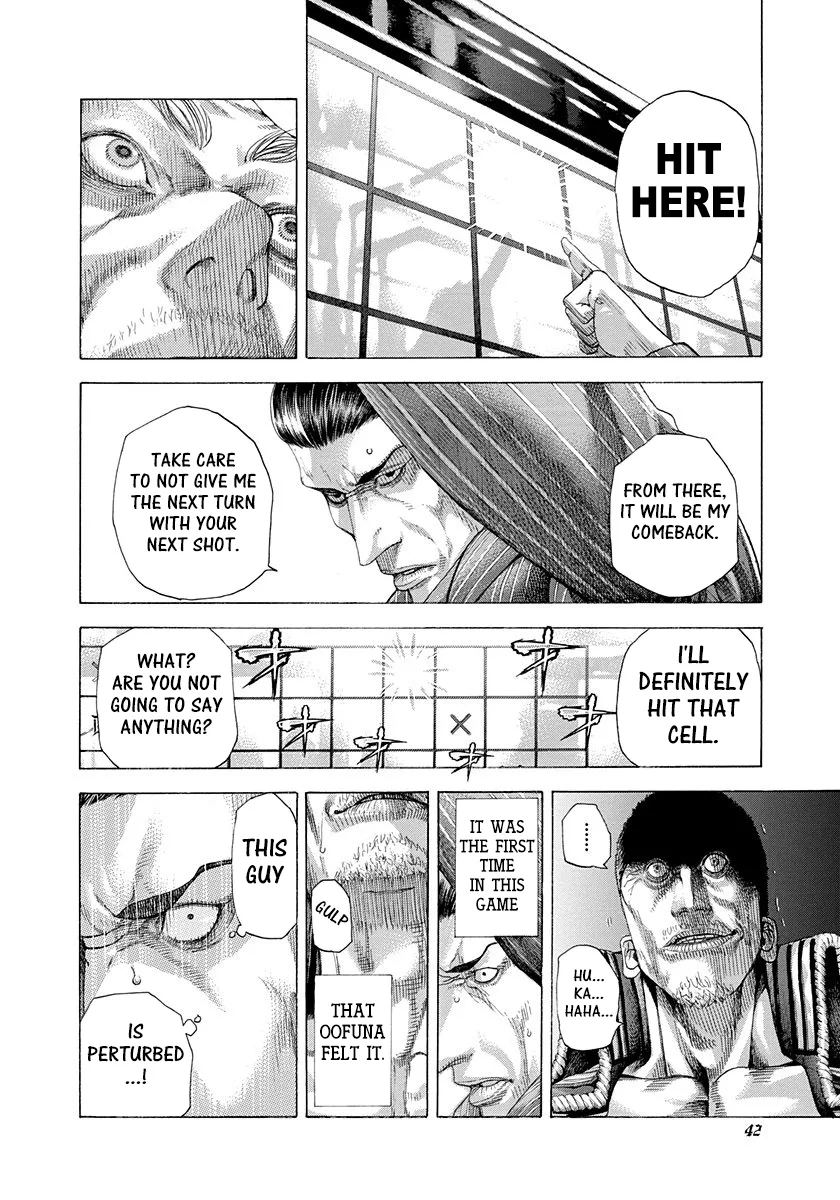 HIT
HERE!
FROM THERE,
IT WILL BE MY
COMEBACK.
TAKE CARE
TO NOT GIVE ME
THE NEXT TURN
WITH YOUR
NEXT SHOT.
I'LL
DEFINITELY
HIT THAT
CELL.
WHAT?
ARE YOU NOT
GOING TO SAY
ANYTHING?
......
HU...
KA...
HAHA...
IT WAS
THE FIRST
TIME
IN THIS
GAME
GULP
THAT
OOFUNA
FELT IT.
THIS
GUY
IS
PERTURBED
...!
42